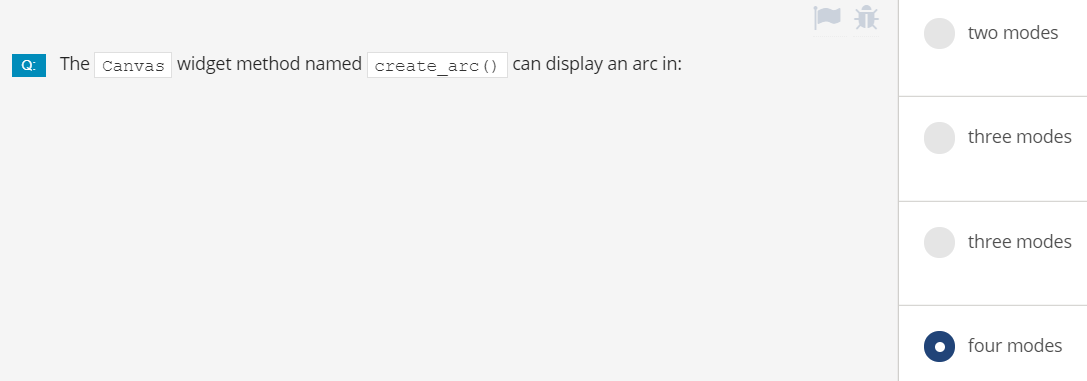 Q: The Canvas widget method named create_arc() can display an arc in:
two modes
three modes
three modes
four modes